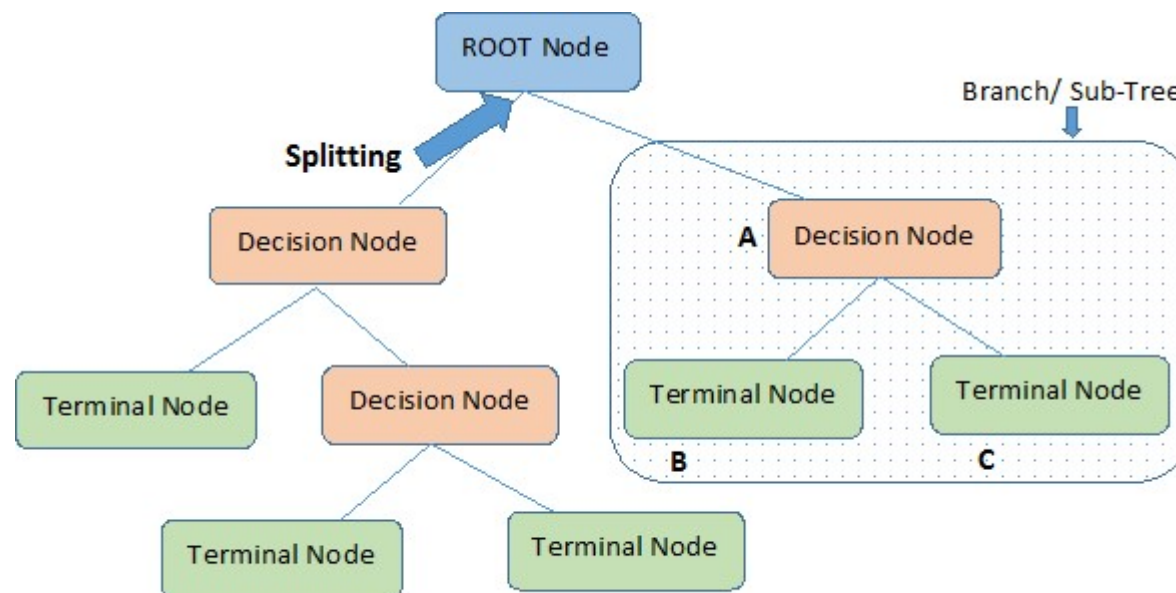 ROOT Node
Branch/ Sub-Tree
Splitting
Decision Node
A
Decision Node
Terminal Node
Decision Node
Terminal Node
Terminal Node
B
C
Terminal Node
Terminal Node